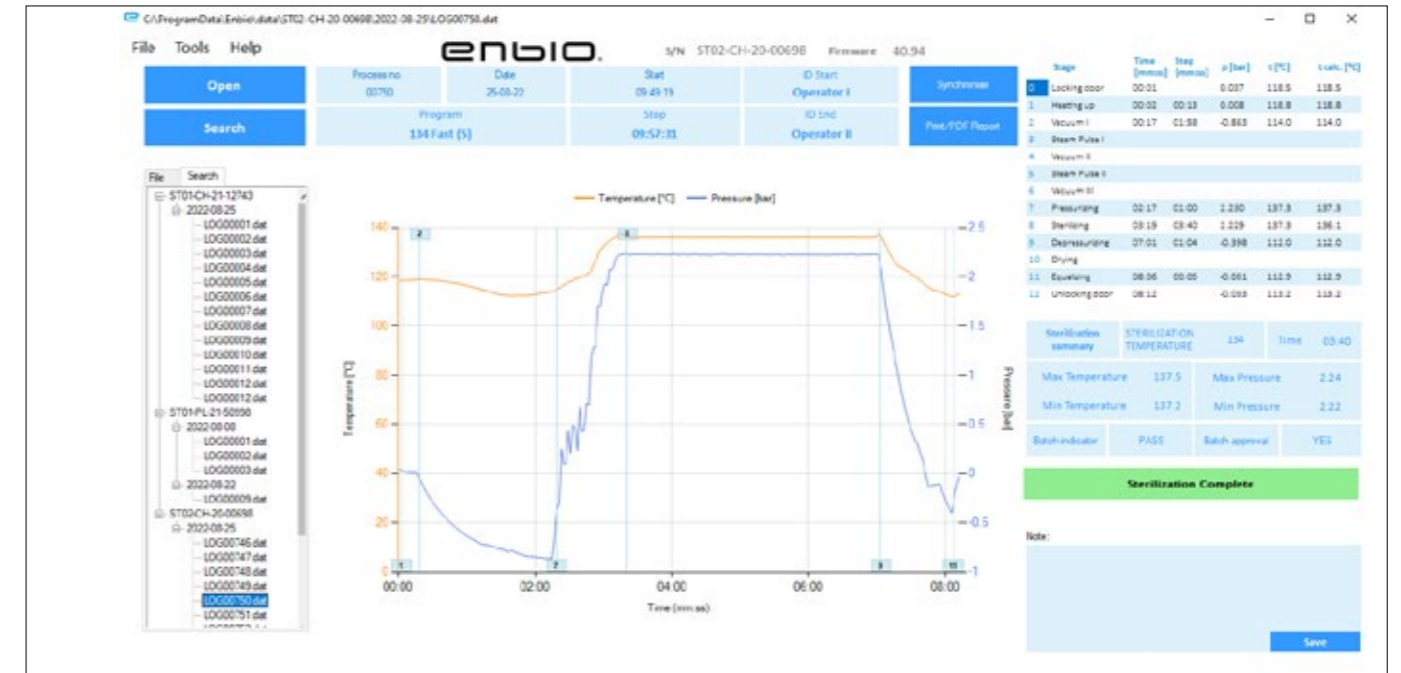 C:\ProgramData\Enbio\data\ST02-CH-20-00698\2022-08-25\LOG00750.dat
File Tools Help
enbio.
S/N ST02-CH-20-00698 Firmware 40.94
Open
Search
Process no. Date Start ID Start
00750 25-08-22 09:49:19 Operator I
Program Stop ID End
134 Fast (5) 09:57:31 Operator II
Synchronize
Print/PDF Report
File Search
ST01-CH-21-12743
2022-08-25
LOG00001.dat
LOG00002.dat
LOG00003.dat
LOG00004.dat
LOG00005.dat
LOG00006.dat
LOG00007.dat
LOG00008.dat
LOG00009.dat
LOG00010.dat
LOG00011.dat
LOG00012.dat
LOG00012.dat
ST01-PL-21-50998
2022-08-08
LOG00001.dat
LOG00002.dat
LOG00003.dat
2022-08-22
LOG00009.dat
ST02-CH-20-00698
2022-08-25
LOG00746.dat
LOG00747.dat
LOG00748.dat
LOG00749.dat
LOG00750.dat
LOG00751.dat
Temperature [°C] Pressure [bar]
140
120
100
80
60
40
20
0
Temperature [°C]
2.5
2
1.5
1
0.5
0
-0.5
-1
Pressure [bar]
2 8
1 7 9 11
00:00 02:00 04:00 06:00 08:00
Time (mm:ss)
Stage Time [mm:ss] Step [mm:ss] p [bar] t [°C] t calc. [°C]
0 Locking door 00:01 0.037 118.5 118.5
1 Heating up 00:02 00:13 0.008 118.8 118.8
2 Vacuum I 00:17 01:58 -0.863 114.0 114.0
3 Steam Pulse I
4 Vacuum II
5 Steam Pulse II
6 Vacuum III
7 Pressurizing 02:17 01:00 2.230 137.3 137.3
8 Sterilizing 03:19 03:40 2.229 137.3 136.1
9 Depressurizing 07:01 01:04 -0.398 112.0 112.0
10 Drying
11 Equalizing 08:06 00:05 -0.061 112.9 112.9
12 Unlocking door 08:12 113.2 113.2
Sterilization summary
STERILIZATION TEMPERATURE 134 Time 03:40
Max Temperature 137.5 Max Pressure 2.24
Min Temperature 137.2 Min Pressure 2.22
Batch indicator PASS Batch approval YES
Sterilization Complete
Note:
Save